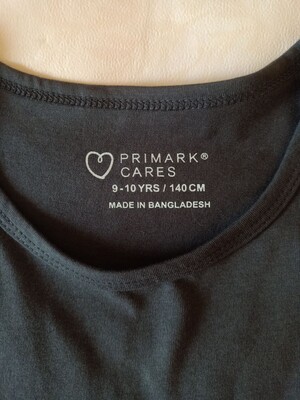 PRIMARK®
CARES
9-10 YRS / 140 CM
MADE IN BANGLADESH